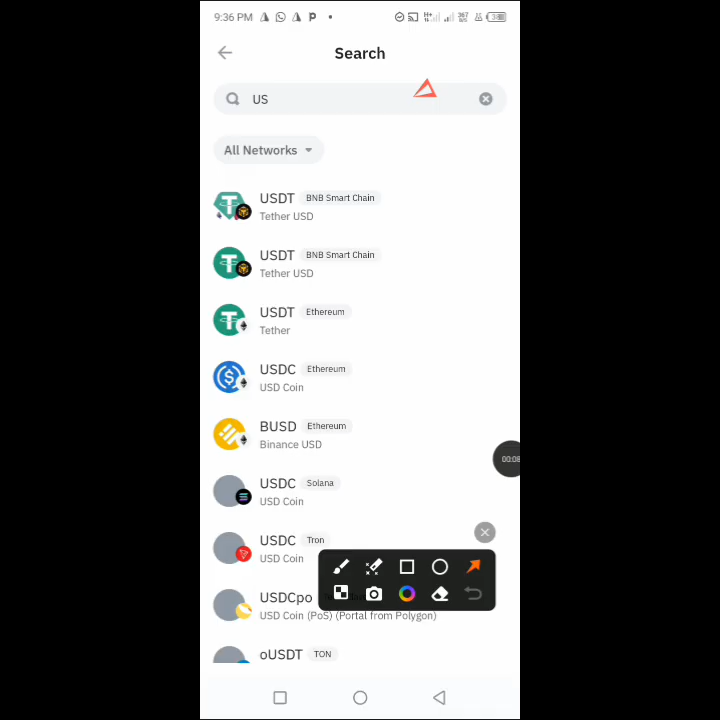 9:36 PM
Search
US
All Networks
USDT BNB Smart Chain
Tether USD
USDT BNB Smart Chain
Tether USD
USDT Ethereum
Tether
USDC Ethereum
USD Coin
BUSD Ethereum
Binance USD
00:08
USDC Solana
USD Coin
USDC Tron
USD Coin
USDCpo
USD Coin (PoS) (Portal from Polygon)
oUSDT TON